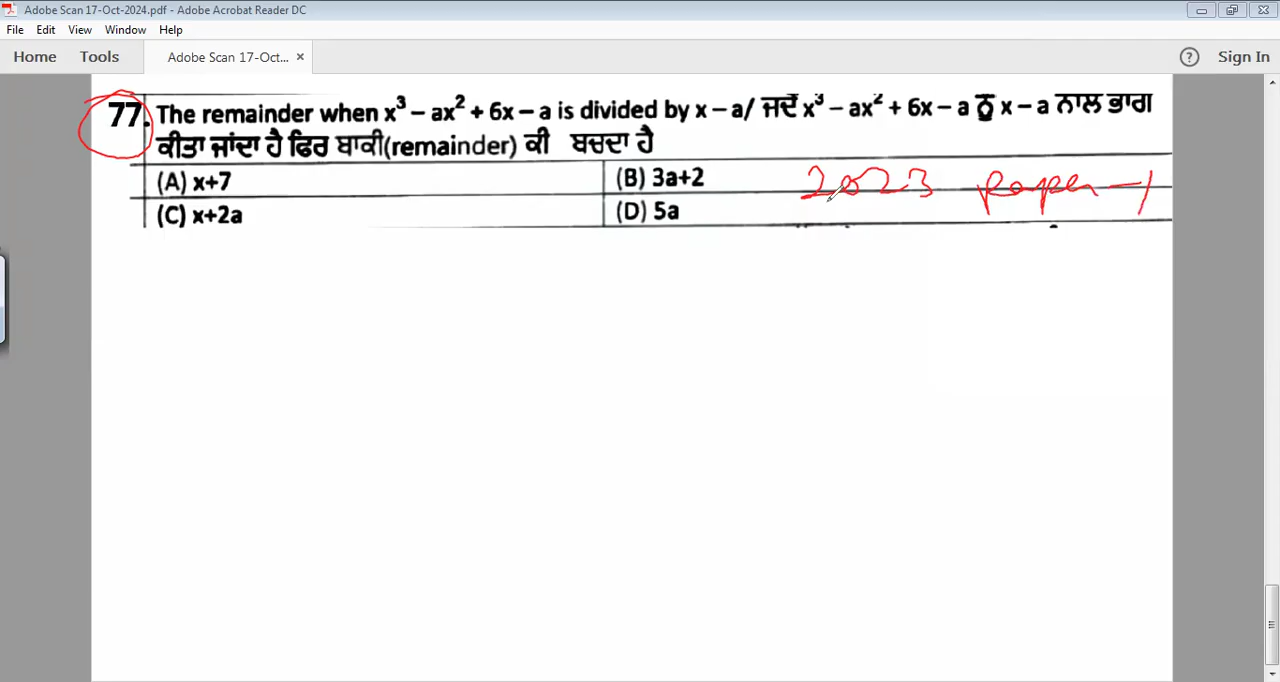 Adobe Scan 17-Oct-2024.pdf - Adobe Acrobat Reader DC
File Edit View Window Help
Home Tools Adobe Scan 17-Oct... × ? Sign In
77. The remainder when x³ – ax² + 6x – a is divided by x – a/ ਜਦੋਂ x³ – ax² + 6x – a ਨੂੰ x – a ਨਾਲ ਭਾਗ
ਕੀਤਾ ਜਾਂਦਾ ਹੈ ਫਿਰ ਬਾਕੀ(remainder) ਕੀ ਬਚਦਾ ਹੈ
(A) x+7 (B) 3a+2 2023 Paper-1
(C) x+2a (D) 5a